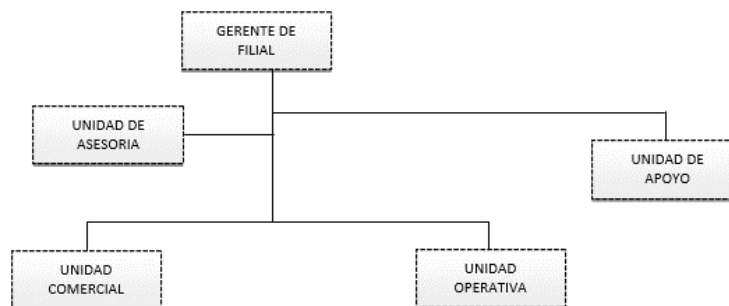 GERENTE DE
FILIAL
UNIDAD DE
ASESORIA
UNIDAD DE
APOYO
UNIDAD
COMERCIAL
UNIDAD
OPERATIVA